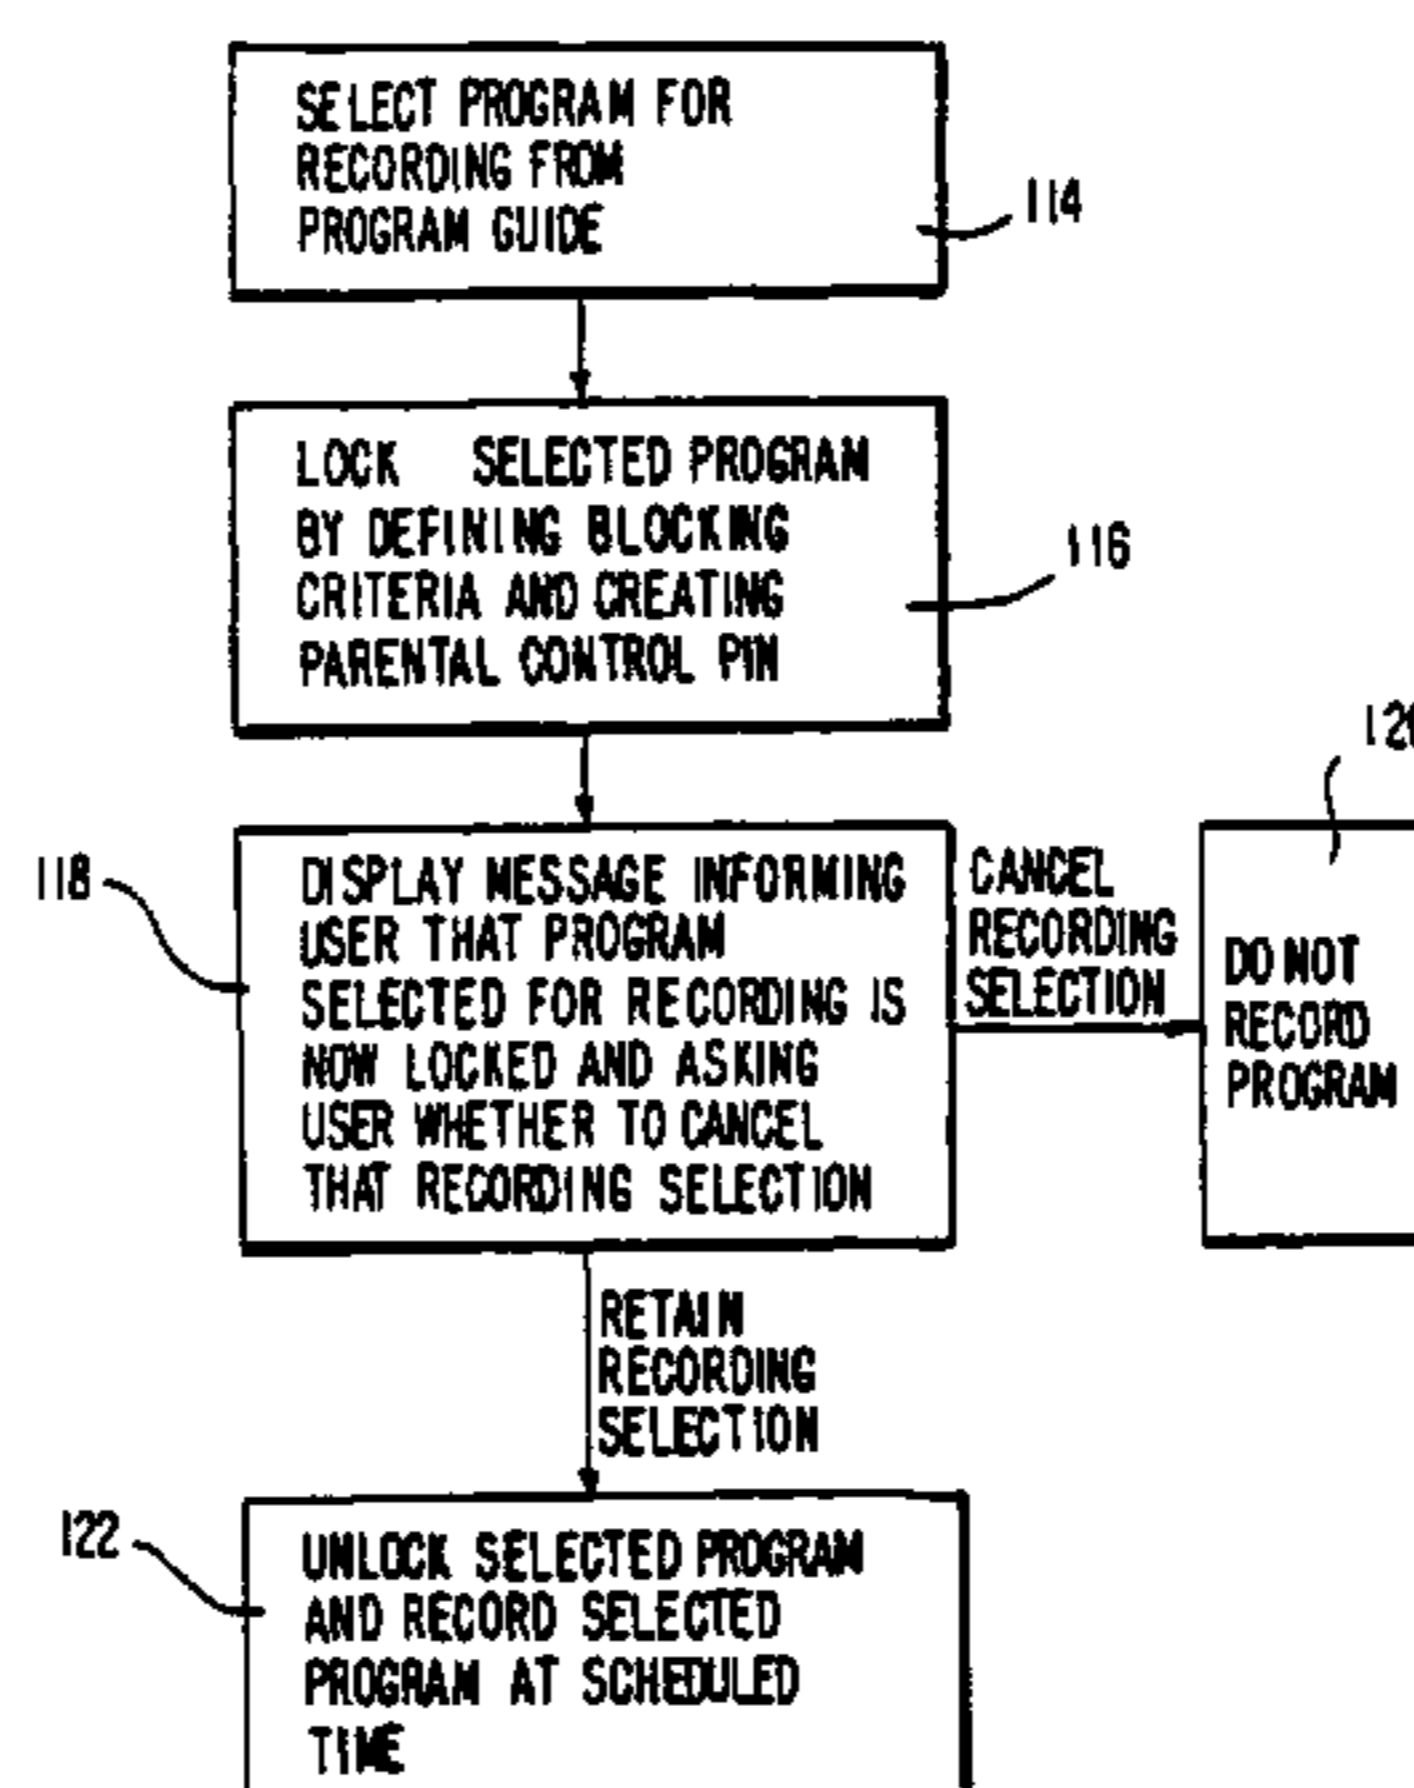 SELECT PROGRAM FOR
RECORDING FROM
PROGRAM GUIDE
114
LOCK SELECTED PROGRAM
BY DEFINING BLOCKING
CRITERIA AND CREATING
PARENTAL CONTROL PIN
116
118
DISPLAY MESSAGE INFORMING
USER THAT PROGRAM
SELECTED FOR RECORDING IS
NOW LOCKED AND ASKING
USER WHETHER TO CANCEL
THAT RECORDING SELECTION
CANCEL
RECORDING
SELECTION
DO NOT
RECORD
PROGRAM
RETAIN
RECORDING
SELECTION
122
UNLOCK SELECTED PROGRAM
AND RECORD SELECTED
PROGRAM AT SCHEDULED
TIME